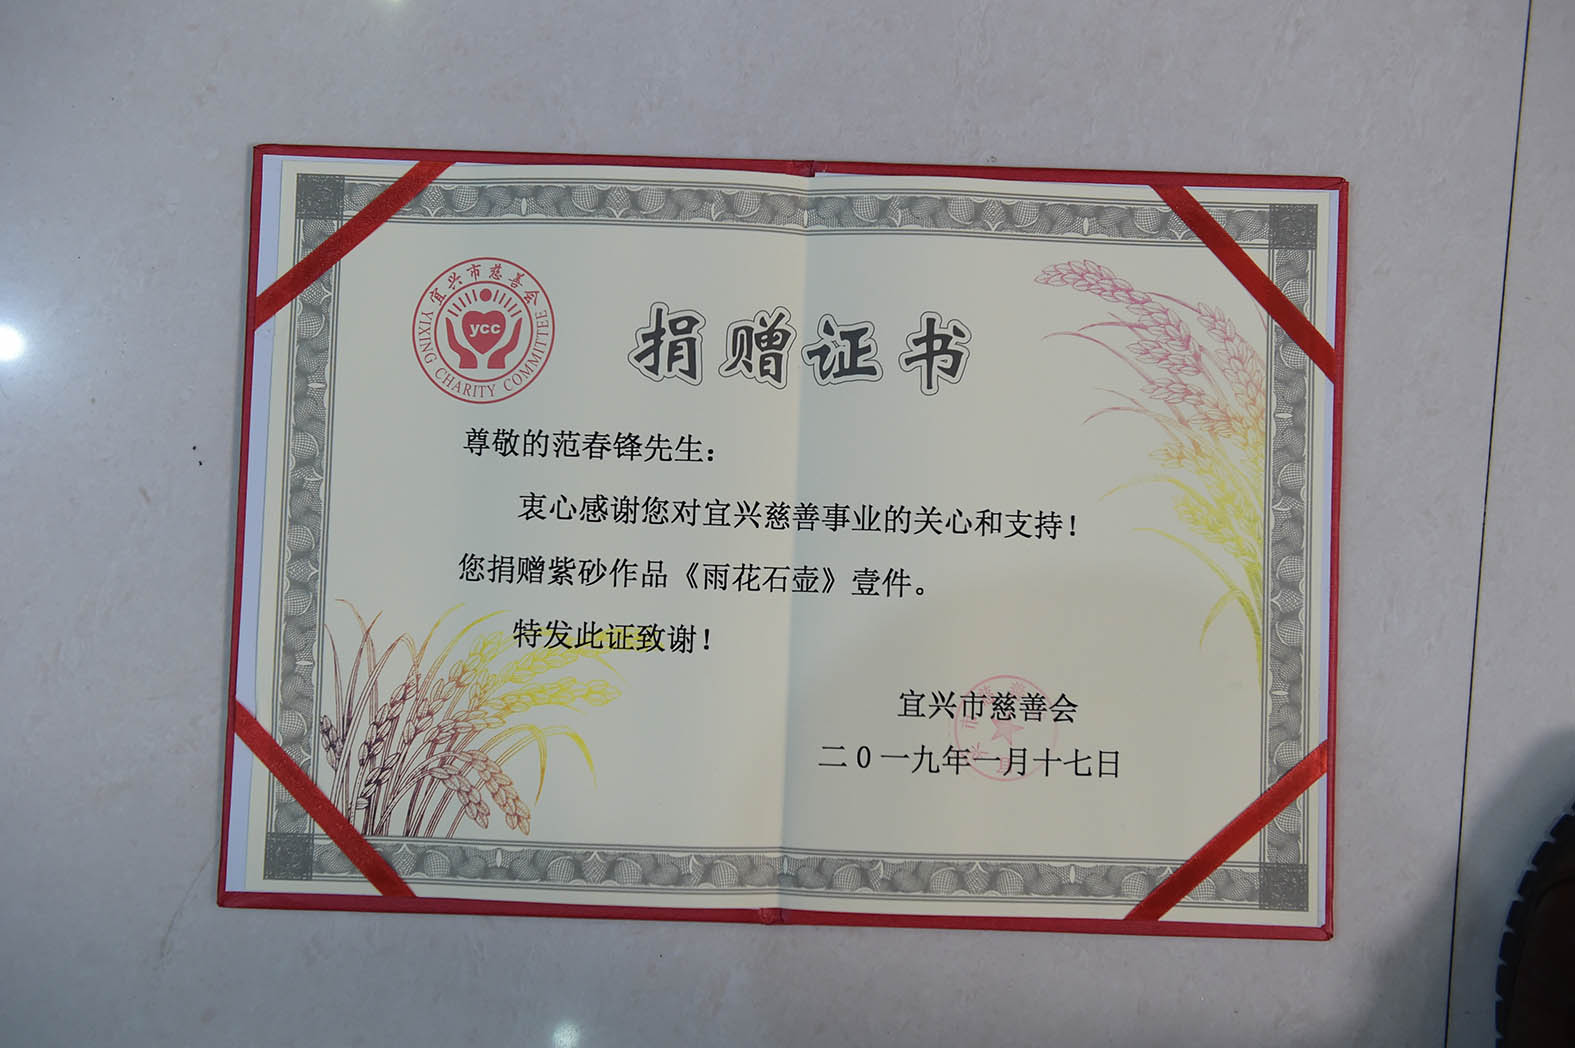 宜兴市慈善会
ycc
YIXING CHARITY COMMITTEE
捐赠证书
尊敬的范春锋先生：
衷心感谢您对宜兴慈善事业的关心和支持！
您捐赠紫砂作品《雨花石壶》壹件。
特发此证致谢！
宜兴市慈善会
二0一九年一月十七日